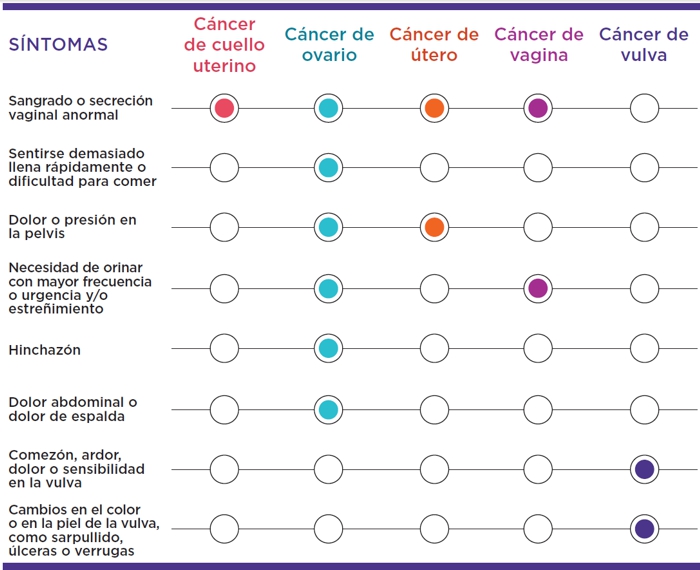 SÍNTOMAS
Cáncer
de cuello
uterino
Cáncer de
ovario
Cáncer de
útero
Cáncer de
vagina
Cáncer de
vulva
Sangrado o secreción
vaginal anormal
Sentirse demasiado
llena rápidamente o
dificultad para comer
Dolor o presión en
la pelvis
Necesidad de orinar
con mayor frecuencia
o urgencia y/o
estreñimiento
Hinchazón
Dolor abdominal o
dolor de espalda
Comezón, ardor,
dolor o sensibilidad
en la vulva
Cambios en el color
o en la piel de la vulva,
como sarpullido,
úlceras o verrugas